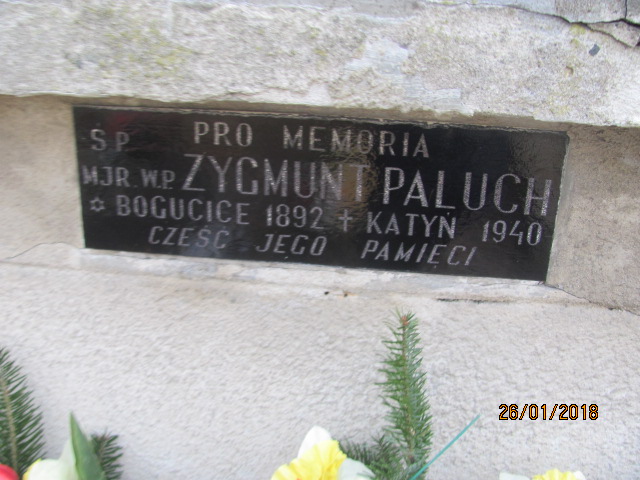 PRO MEMORIA
Ś.P.
MJR. W.P. ZYGMUNT PALUCH
✡ BOGUCICE 1892 ✝ KATYŃ 1940
CZEŚĆ JEGO PAMIĘCI
26/01/2018